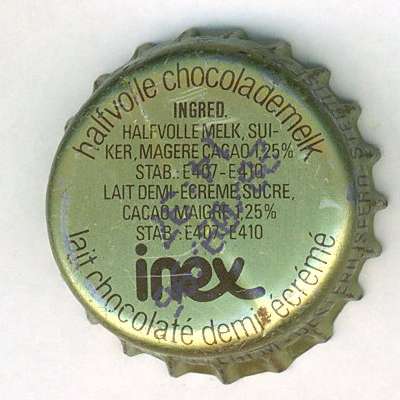 halfvolle chocolademelk
INGRED.
HALFVOLLE MELK, SUI-
KER, MAGERE CACAO 1,25%
STAB.: E407-E410
LAIT DEMI-ECREME, SUCRE,
CACAO MAIGRE 1,25%
STAB.: E407-E410
inex
lait chocolaté demi-écrémé